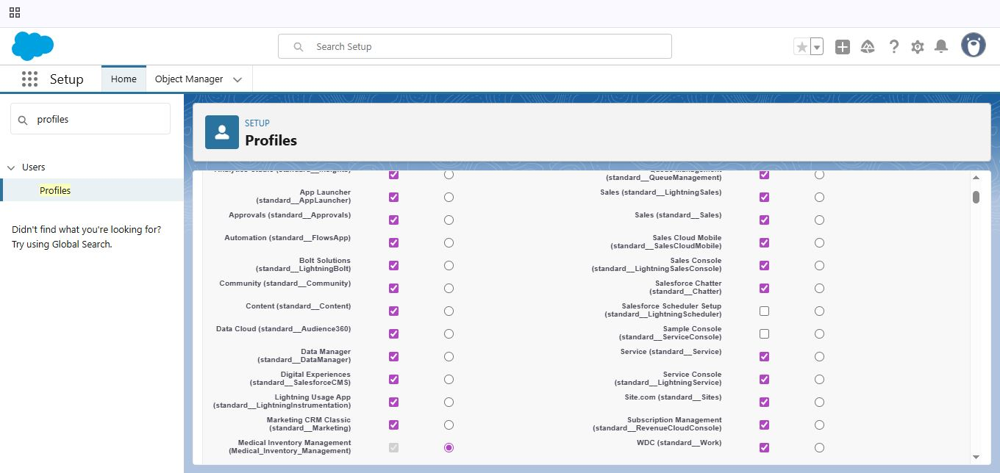 Search Setup
Setup
Home
Object Manager
profiles
Users
Profiles
Didn't find what you're looking for?
Try using Global Search.
SETUP
Profiles
(standard__QueueManagement)
App Launcher
(standard__AppLauncher)
Sales (standard__LightningSales)
Approvals (standard__Approvals)
Sales (standard__Sales)
Automation (standard__FlowsApp)
Sales Cloud Mobile
(standard__SalesCloudMobile)
Bolt Solutions
(standard__LightningBolt)
Sales Console
(standard__LightningSalesConsole)
Community (standard__Community)
Salesforce Chatter
(standard__Chatter)
Content (standard__Content)
Salesforce Scheduler Setup
(standard__LightningScheduler)
Data Cloud (standard__Audience360)
Sample Console
(standard__ServiceConsole)
Data Manager
(standard__DataManager)
Service (standard__Service)
Digital Experiences
(standard__SalesforceCMS)
Service Console
(standard__LightningService)
Lightning Usage App
(standard__LightningInstrumentation)
Site.com (standard__Sites)
Marketing CRM Classic
(standard__Marketing)
Subscription Management
(standard__RevenueCloudConsole)
Medical Inventory Management
(Medical_Inventory_Management)
WDC (standard__Work)